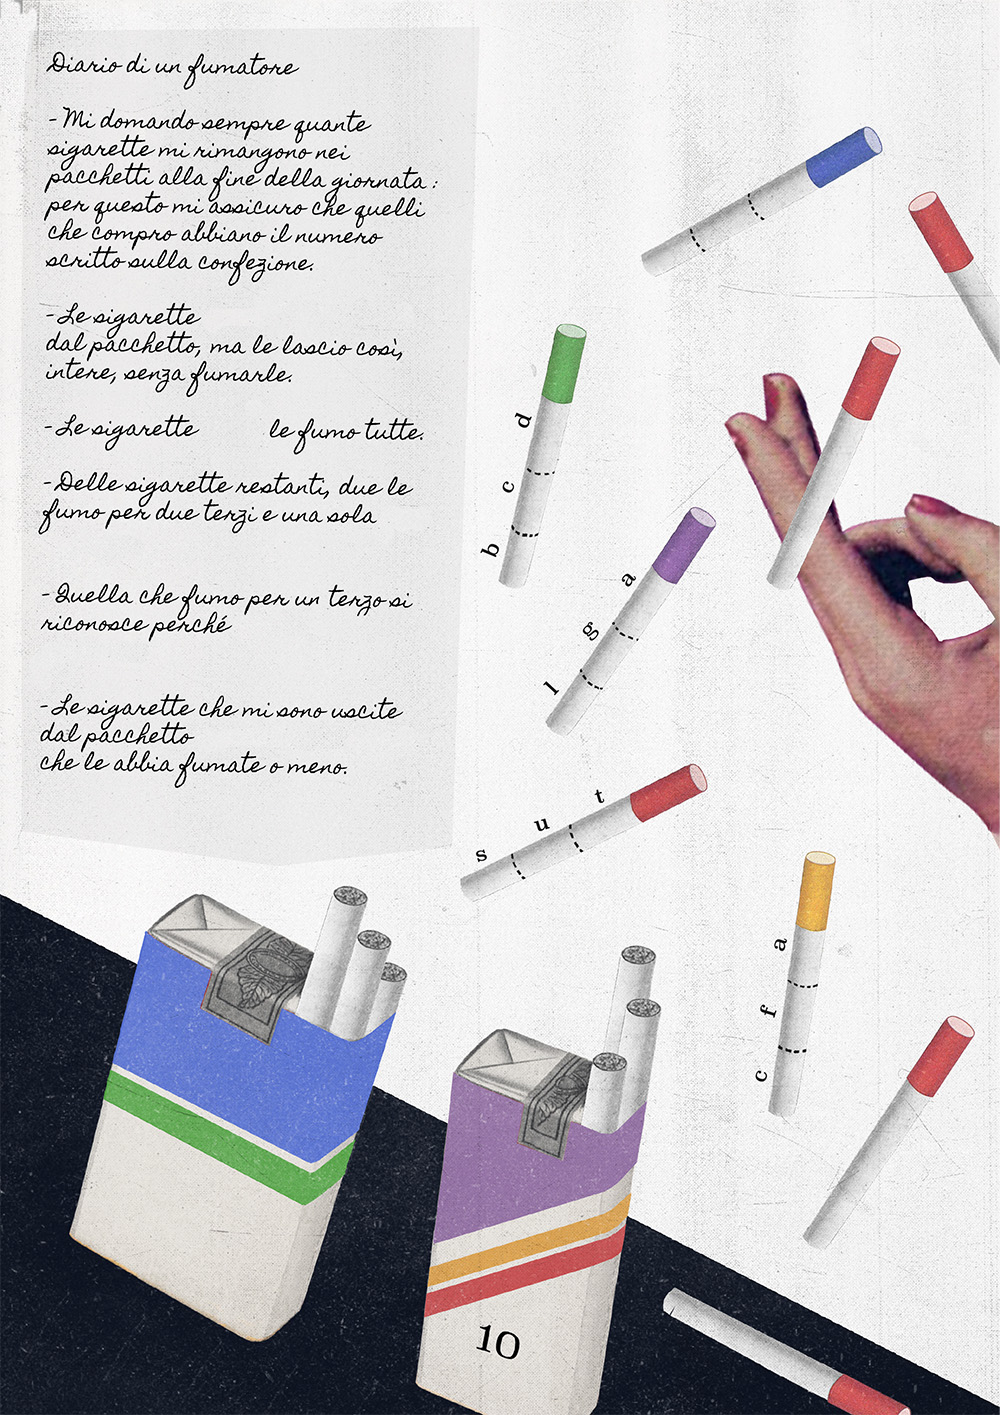 Diario di un fumatore
- Mi domando sempre quante
sigarette mi rimangono nei
pacchetti alla fine della giornata:
per questo mi assicuro che quelli
che compro abbiano il numero
scritto sulla confezione.
- Le sigarette
dal pacchetto, ma le lascio così,
intere, senza fumarle.
- Le sigarette le fumo tutte.
- Delle sigarette restanti, due le
fumo per due terzi e una sola
- Quella che fumo per un terzo si
riconosce perché
- Le sigarette che mi sono uscite
dal pacchetto
che le abbia fumate o meno.
d
c
b
a
g
l
t
u
s
a
f
c
10